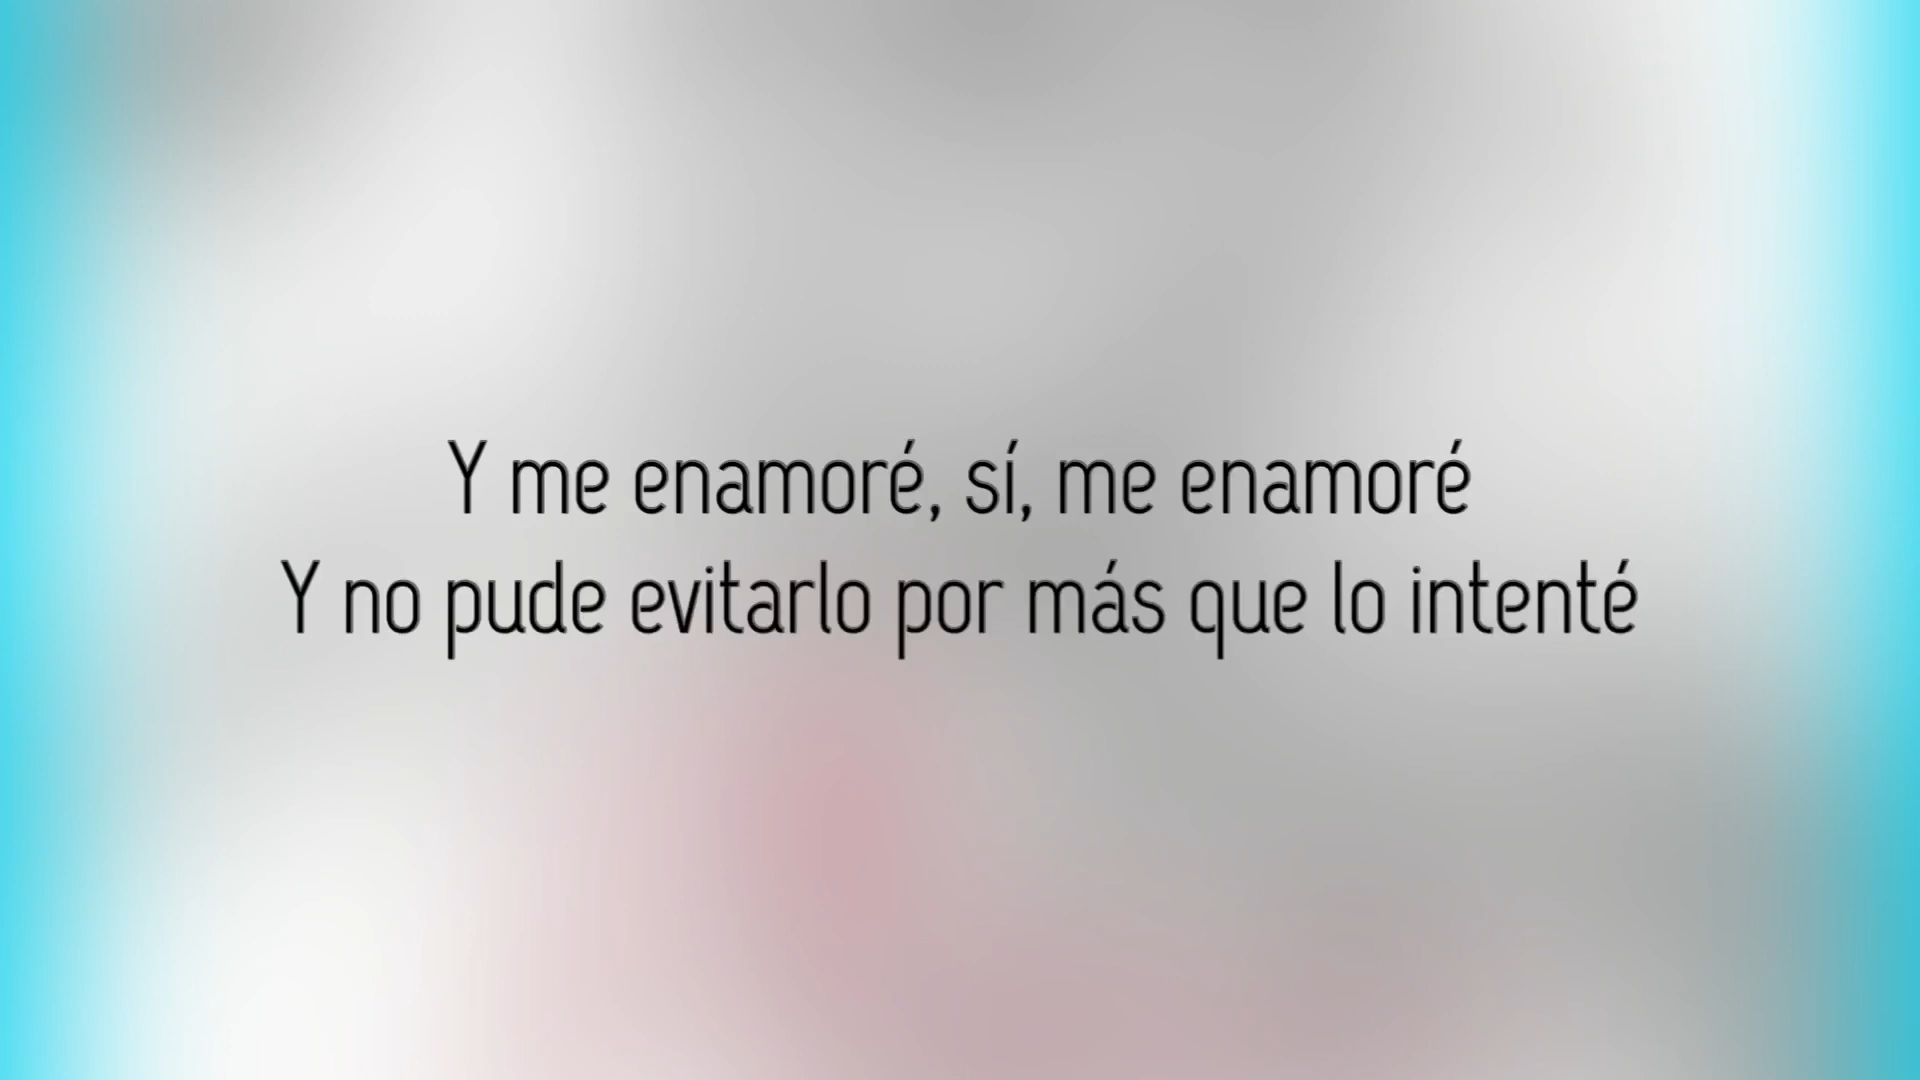 Y me enamoré, sí, me enamoré
Y no pude evitarlo por más que lo intenté